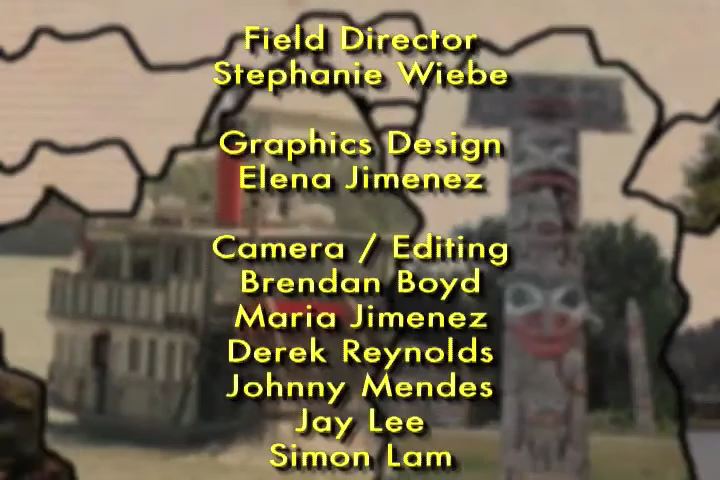 Field Director
Stephanie Wiebe
Graphics Design
Elena Jimenez
Camera / Editing
Brendan Boyd
Maria Jimenez
Derek Reynolds
Johnny Mendes
Jay Lee
Simon Lam